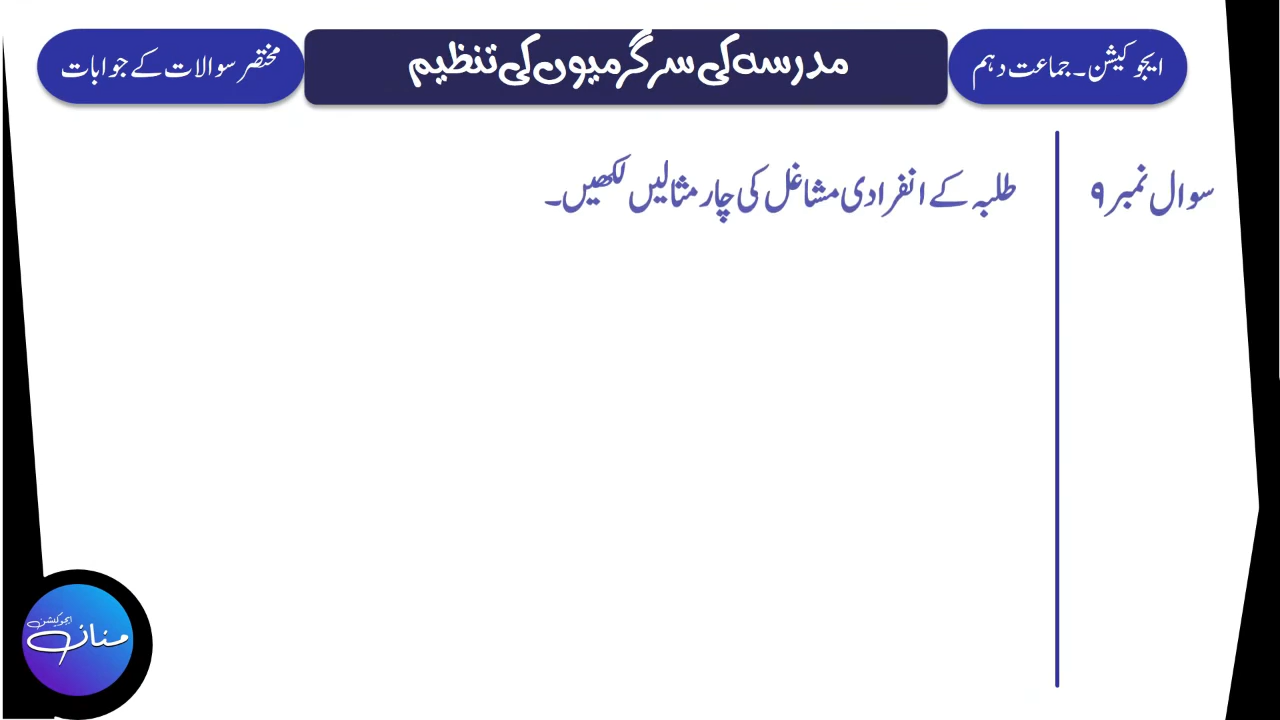 ایجوکیشن۔جماعت دہم
مدرسہ کی سرگرمیوں کی تنظیم
مختصر سوالات کے جوابات
سوال نمبر ۹
طلبہ کے انفرادی مشاغل کی چار مثالیں لکھیں۔
ایجوکیشن
منان